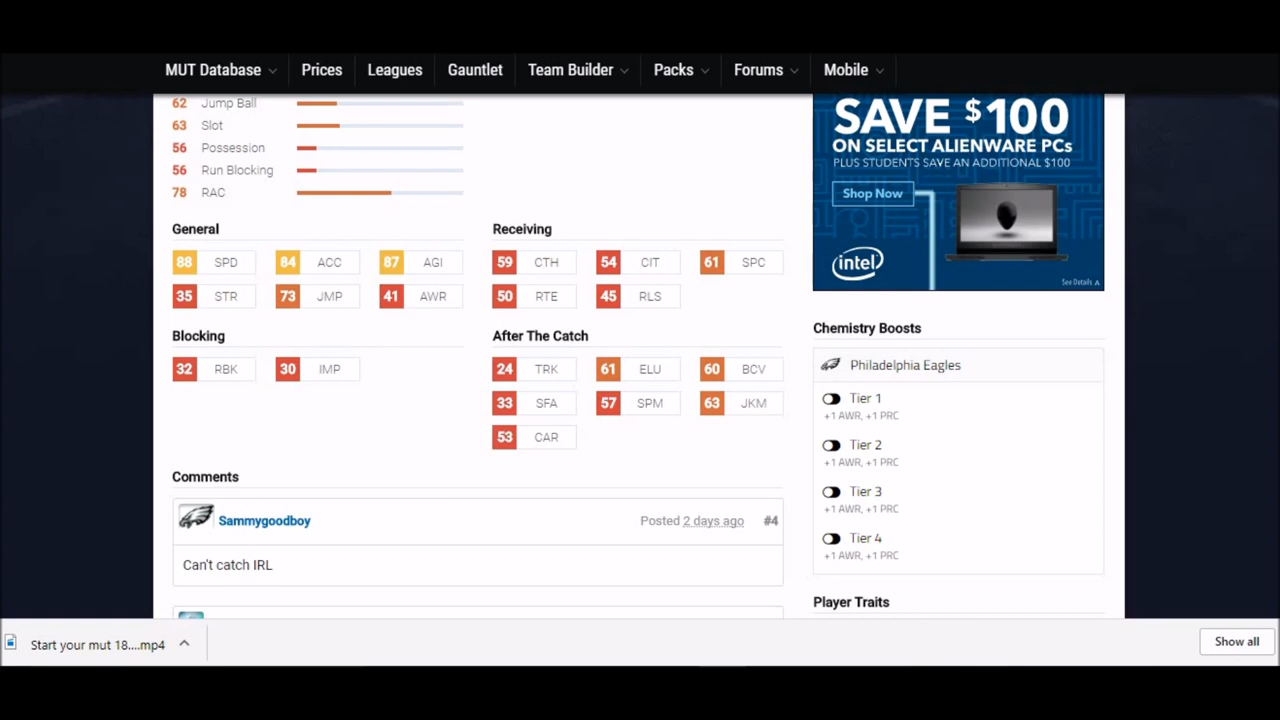 MUT Database Prices Leagues Gauntlet Team Builder Packs Forums Mobile
62 Jump Ball
63 Slot
56 Possession
56 Run Blocking
78 RAC
General
88 SPD 84 ACC 87 AGI
35 STR 73 JMP 41 AWR
Blocking
32 RBK 30 IMP
Receiving
59 CTH 54 CIT 61 SPC
50 RTE 45 RLS
After The Catch
24 TRK 61 ELU 60 BCV
33 SFA 57 SPM 63 JKM
53 CAR
Comments
Sammygoodboy Posted 2 days ago #4
Can't catch IRL
SAVE $100
ON SELECT ALIENWARE PCs
PLUS STUDENTS SAVE AN ADDITIONAL $100
Shop Now
intel
See Details
Chemistry Boosts
Philadelphia Eagles
Tier 1
+1 AWR, +1 PRC
Tier 2
+1 AWR, +1 PRC
Tier 3
+1 AWR, +1 PRC
Tier 4
+1 AWR, +1 PRC
Player Traits
Start your mut 18....mp4
Show all